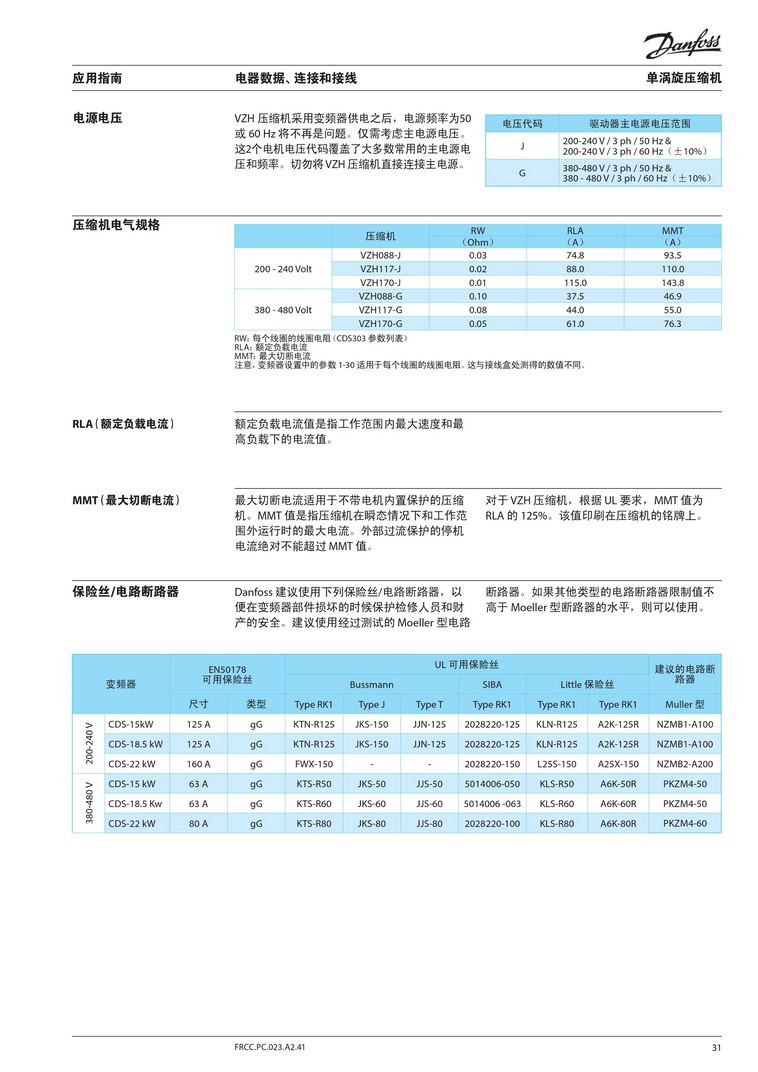 Danfoss
应用指南 电器数据、连接和接线 单涡旋压缩机
电源电压
VZH 压缩机采用变频器供电之后，电源频率为50
或 60 Hz 将不再是问题。仅需考虑主电源电压。
这2个电机电压代码覆盖了大多数常用的主电源电
压和频率。切勿将VZH 压缩机直接连接主电源。
电压代码 驱动器主电源电压范围
J 200-240 V / 3 ph / 50 Hz &
200-240 V / 3 ph / 60 Hz（±10%）
G 380-480 V / 3 ph / 50 Hz &
380 - 480 V / 3 ph / 60 Hz（±10%）
压缩机电气规格
压缩机 RW RLA MMT
（Ohm） （A） （A）
200 - 240 Volt
VZH088-J 0.03 74.8 93.5
VZH117-J 0.02 88.0 110.0
VZH170-J 0.01 115.0 143.8
380 - 480 Volt
VZH088-G 0.10 37.5 46.9
VZH117-G 0.08 44.0 55.0
VZH170-G 0.05 61.0 76.3
RW：每个线圈的线圈电阻（CDS303 参数列表）
RLA：额定负载电流
MMT：最大切断电流
注意，变频器设置中的参数 1-30 适用于每个线圈的线圈电阻。这与接线盒处测得的数值不同。
RLA（额定负载电流）
额定负载电流值是指工作范围内最大速度和最
高负载下的电流值。
MMT（最大切断电流）
最大切断电流适用于不带电机内置保护的压缩
机。MMT 值是指压缩机在瞬态情况下和工作范
围外运行时的最大电流。外部过流保护的停机
电流绝对不能超过 MMT 值。
对于 VZH 压缩机，根据 UL 要求，MMT 值为
RLA 的 125%。该值印刷在压缩机的铭牌上。
保险丝/电路断路器
Danfoss 建议使用下列保险丝/电路断路器，以
便在变频器部件损坏的时候保护检修人员和财
产的安全。建议使用经过测试的 Moeller 型电路
断路器。如果其他类型的电路断路器限制值不
高于 Moeller 型断路器的水平，则可以使用。
变频器 EN50178 可用保险丝 UL 可用保险丝 建议的电路断路器
Bussmann SIBA Little 保险丝
尺寸 类型 Type RK1 Type J Type T Type RK1 Type RK1 Type RK1 Muller 型
200-240 V
CDS-15kW 125 A gG KTN-R125 JKS-150 JJN-125 2028220-125 KLN-R125 A2K-125R NZMB1-A100
CDS-18.5 kW 125 A gG KTN-R125 JKS-150 JJN-125 2028220-125 KLN-R125 A2K-125R NZMB1-A100
CDS-22 kW 160 A gG FWX-150 - - 2028220-150 L25S-150 A25X-150 NZMB2-A200
380-480 V
CDS-15 kW 63 A gG KTS-R50 JKS-50 JJS-50 5014006-050 KLS-R50 A6K-50R PKZM4-50
CDS-18.5 Kw 63 A gG KTS-R60 JKS-60 JJS-60 5014006 -063 KLS-R60 A6K-60R PKZM4-50
CDS-22 kW 80 A gG KTS-R80 JKS-80 JJS-80 2028220-100 KLS-R80 A6K-80R PKZM4-60
FRCC.PC.023.A2.41 31